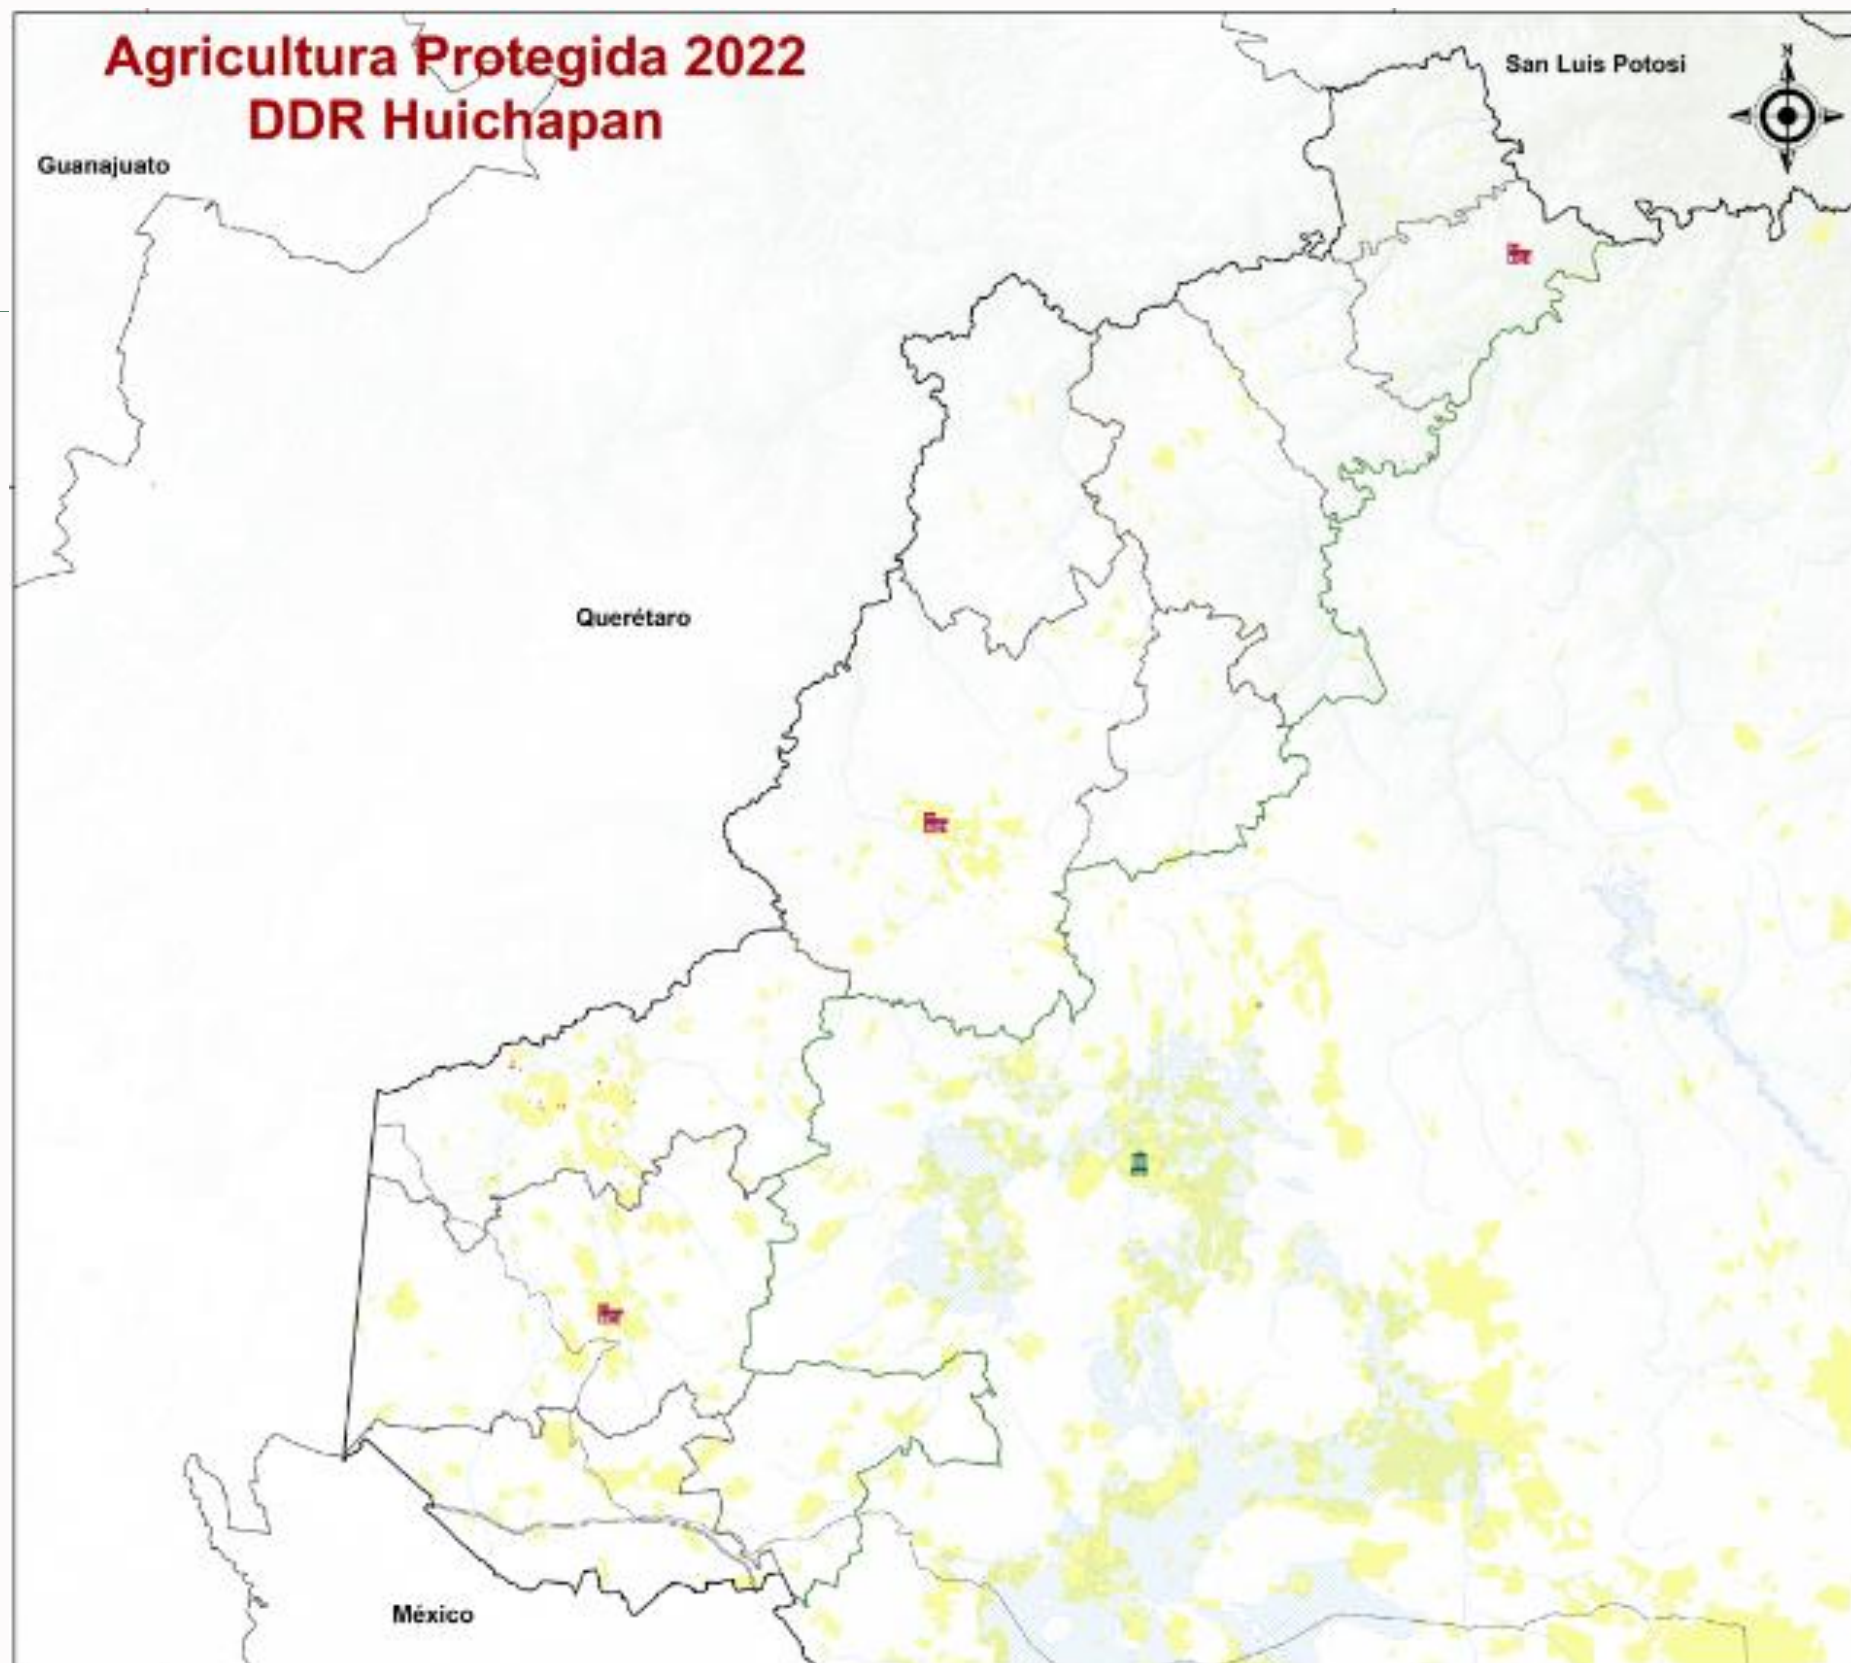 Agricultura Protegida 2022
DDR Huichapan
San Luis Potosi
N
Guanajuato
Querétaro
México